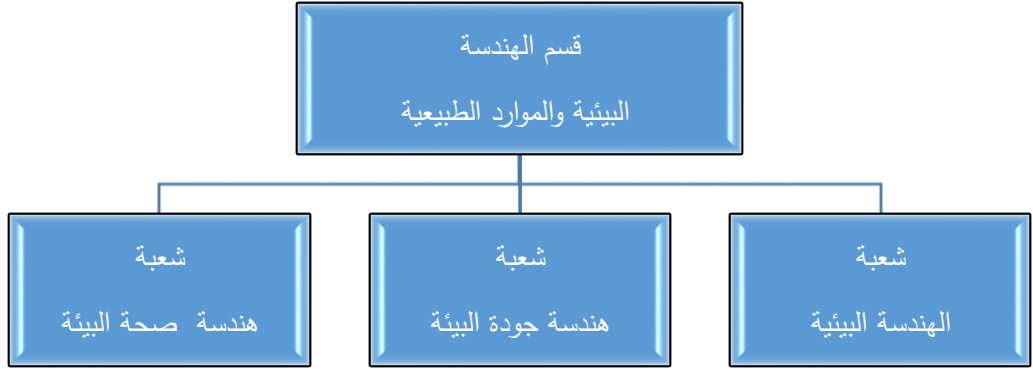 قسم الهندسة
البيئية والموارد الطبيعية
شعبة
الهندسة البيئية
شعبة
هندسة جودة البيئة
شعبة
هندسة صحة البيئة